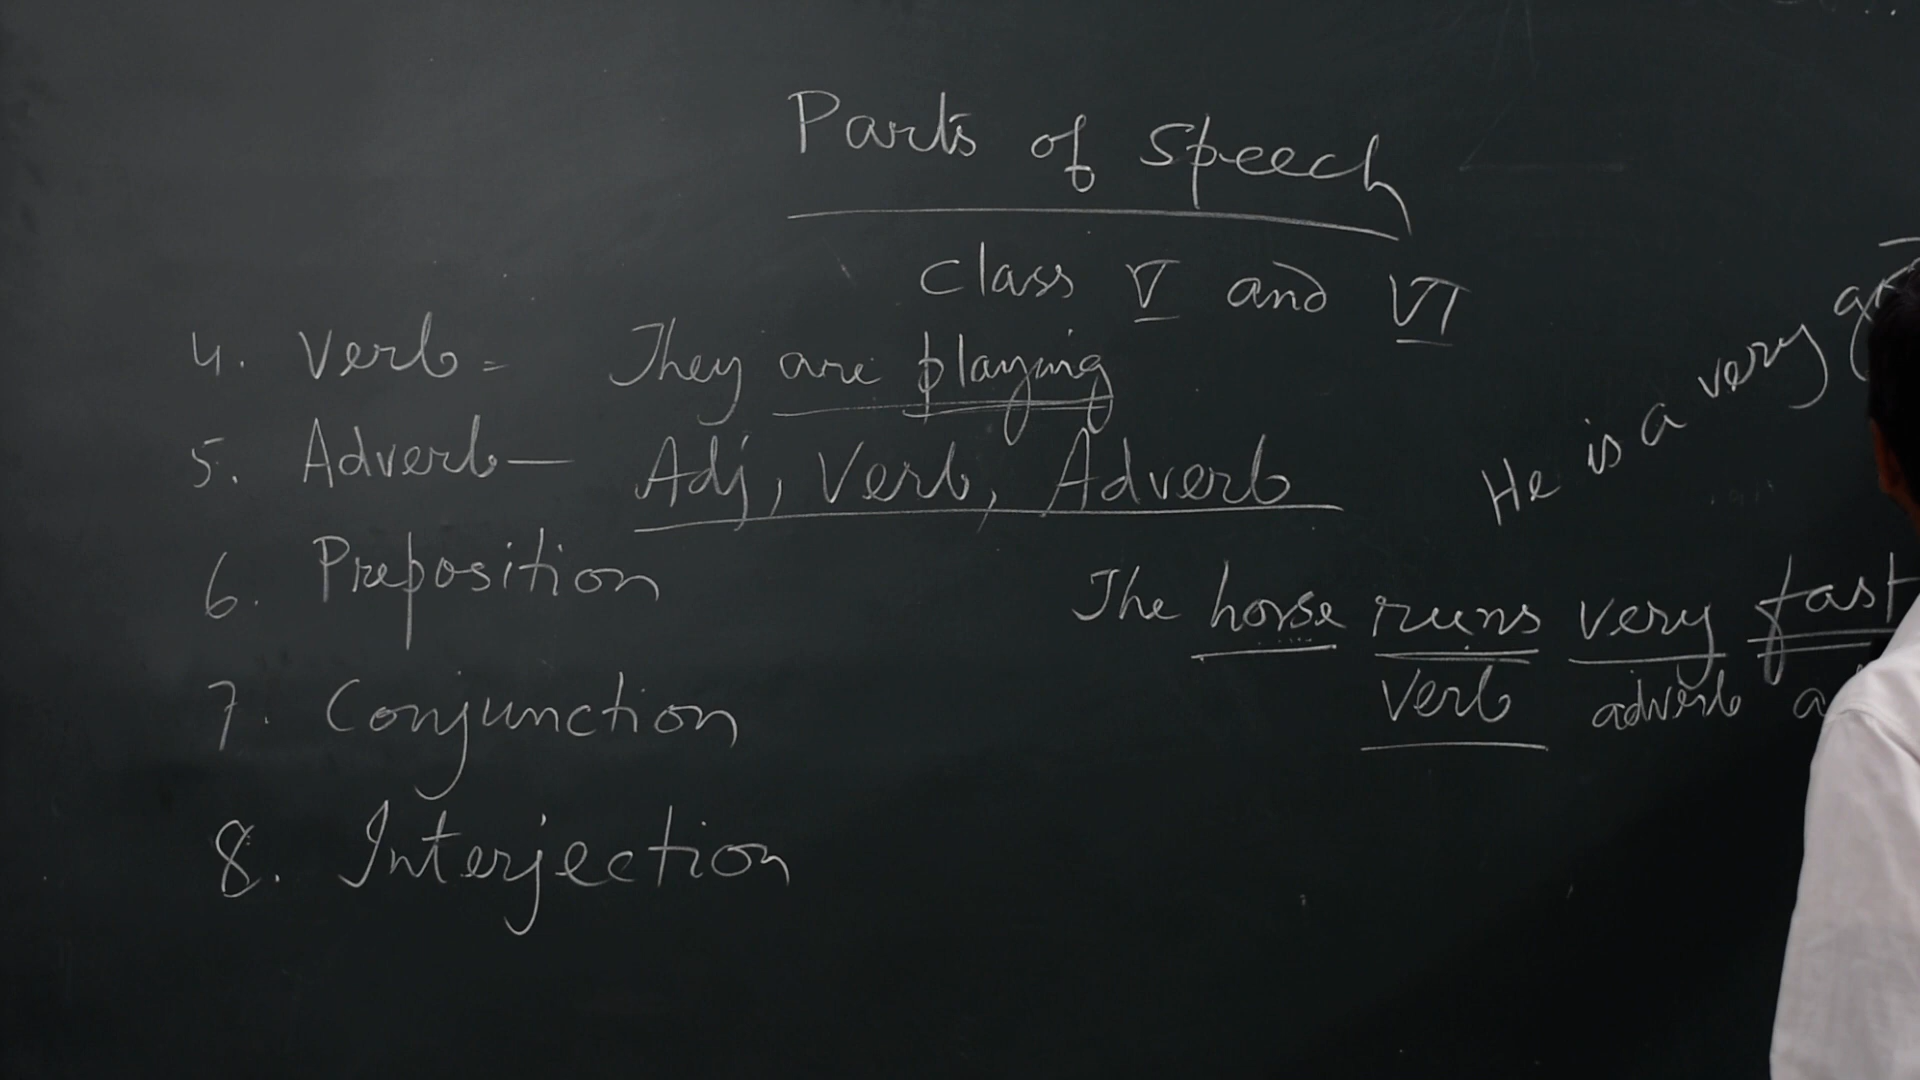 Parts of speech
Class V and VI
4. Verb = They are playing
5. Adverb — Adj, Verb, Adverb
He is a very
6. Preposition
The horse runs very fast
Verb adverb
7. Conjunction
8. Interjection